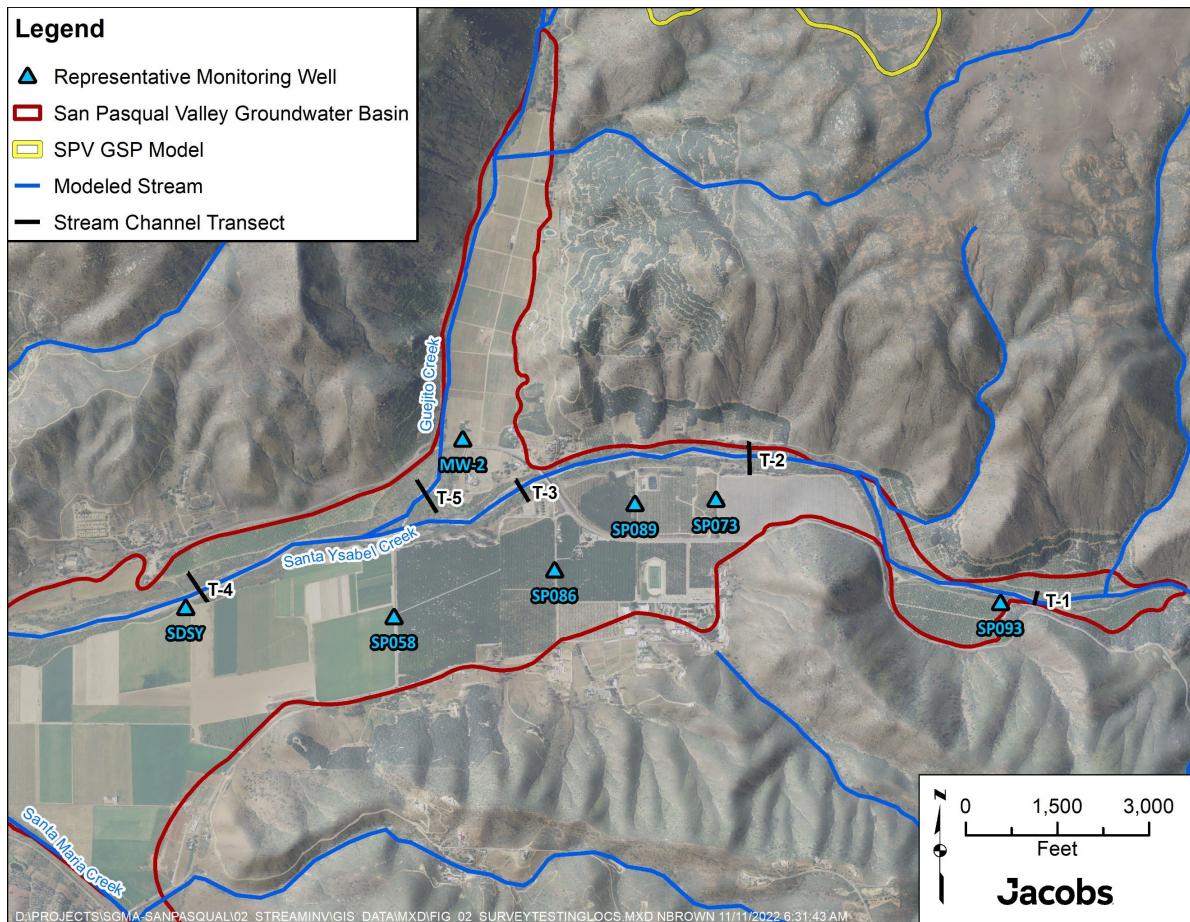 Legend
Representative Monitoring Well
San Pasqual Valley Groundwater Basin
SPV GSP Model
Modeled Stream
Stream Channel Transect
Guejito Creek
MW-2
T-2
T-5
T-3
SP089
SP073
Santa Ysabel Creek
T-4
SP086
T-1
SDSY
SP058
SP093
Santa Maria Creek
N
0 1,500 3,000
Feet
Jacobs
D:\PROJECTS\SGMA-SANPASQUAL\02_STREAMINV\GIS_DATA\MXD\FIG_02_SURVEYTESTINGLOCS.MXD NBROWN 11/11/2022 6:31:43 AM